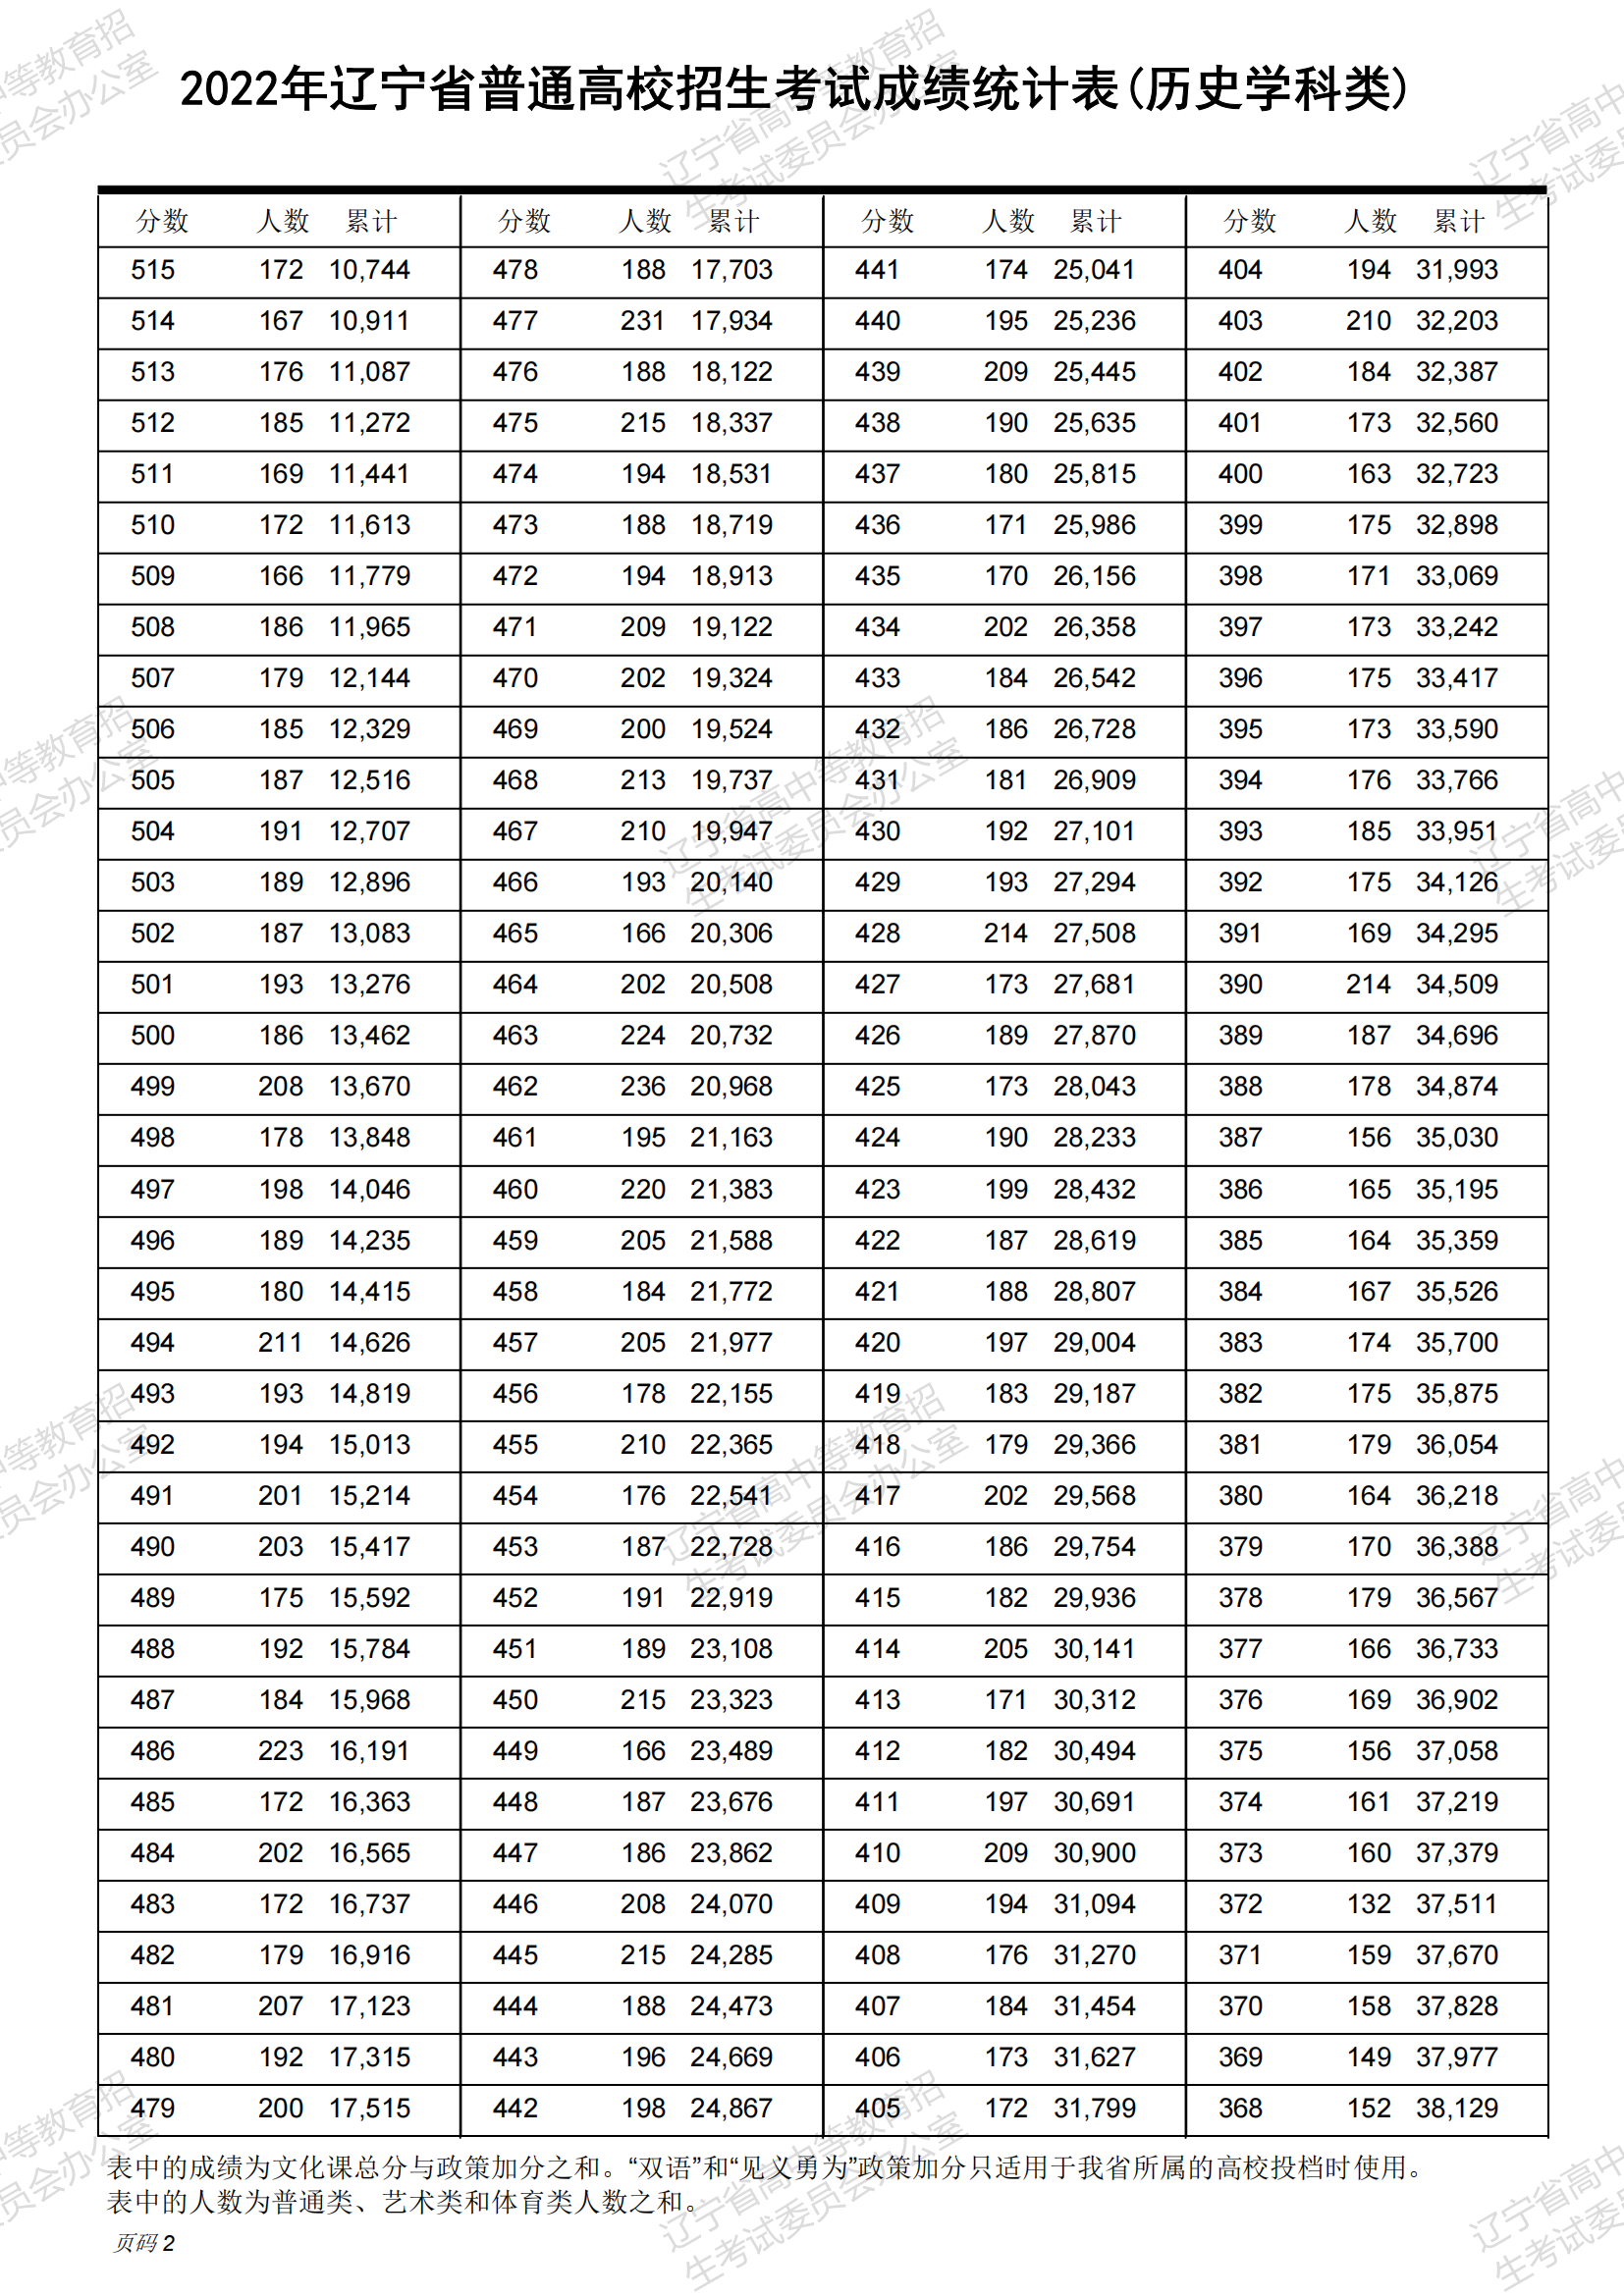 2022年辽宁省普通高校招生考试成绩统计表(历史学科类)
分数 人数 累计 分数 人数 累计 分数 人数 累计 分数 人数 累计
515 172 10,744 478 188 17,703 441 174 25,041 404 194 31,993
514 167 10,911 477 231 17,934 440 195 25,236 403 210 32,203
513 176 11,087 476 188 18,122 439 209 25,445 402 184 32,387
512 185 11,272 475 215 18,337 438 190 25,635 401 173 32,560
511 169 11,441 474 194 18,531 437 180 25,815 400 163 32,723
510 172 11,613 473 188 18,719 436 171 25,986 399 175 32,898
509 166 11,779 472 194 18,913 435 170 26,156 398 171 33,069
508 186 11,965 471 209 19,122 434 202 26,358 397 173 33,242
507 179 12,144 470 202 19,324 433 184 26,542 396 175 33,417
506 185 12,329 469 200 19,524 432 186 26,728 395 173 33,590
505 187 12,516 468 213 19,737 431 181 26,909 394 176 33,766
504 191 12,707 467 210 19,947 430 192 27,101 393 185 33,951
503 189 12,896 466 193 20,140 429 193 27,294 392 175 34,126
502 187 13,083 465 166 20,306 428 214 27,508 391 169 34,295
501 193 13,276 464 202 20,508 427 173 27,681 390 214 34,509
500 186 13,462 463 224 20,732 426 189 27,870 389 187 34,696
499 208 13,670 462 236 20,968 425 173 28,043 388 178 34,874
498 178 13,848 461 195 21,163 424 190 28,233 387 156 35,030
497 198 14,046 460 220 21,383 423 199 28,432 386 165 35,195
496 189 14,235 459 205 21,588 422 187 28,619 385 164 35,359
495 180 14,415 458 184 21,772 421 188 28,807 384 167 35,526
494 211 14,626 457 205 21,977 420 197 29,004 383 174 35,700
493 193 14,819 456 178 22,155 419 183 29,187 382 175 35,875
492 194 15,013 455 210 22,365 418 179 29,366 381 179 36,054
491 201 15,214 454 176 22,541 417 202 29,568 380 164 36,218
490 203 15,417 453 187 22,728 416 186 29,754 379 170 36,388
489 175 15,592 452 191 22,919 415 182 29,936 378 179 36,567
488 192 15,784 451 189 23,108 414 205 30,141 377 166 36,733
487 184 15,968 450 215 23,323 413 171 30,312 376 169 36,902
486 223 16,191 449 166 23,489 412 182 30,494 375 156 37,058
485 172 16,363 448 187 23,676 411 197 30,691 374 161 37,219
484 202 16,565 447 186 23,862 410 209 30,900 373 160 37,379
483 172 16,737 446 208 24,070 409 194 31,094 372 132 37,511
482 179 16,916 445 215 24,285 408 176 31,270 371 159 37,670
481 207 17,123 444 188 24,473 407 184 31,454 370 158 37,828
480 192 17,315 443 196 24,669 406 173 31,627 369 149 37,977
479 200 17,515 442 198 24,867 405 172 31,799 368 152 38,129
表中的成绩为文化课总分与政策加分之和。“双语”和“见义勇为”政策加分只适用于我省所属的高校投档时使用。
表中的人数为普通类、艺术类和体育类人数之和。
页码 2
辽宁省高中等教育招
生考试委员会办公室